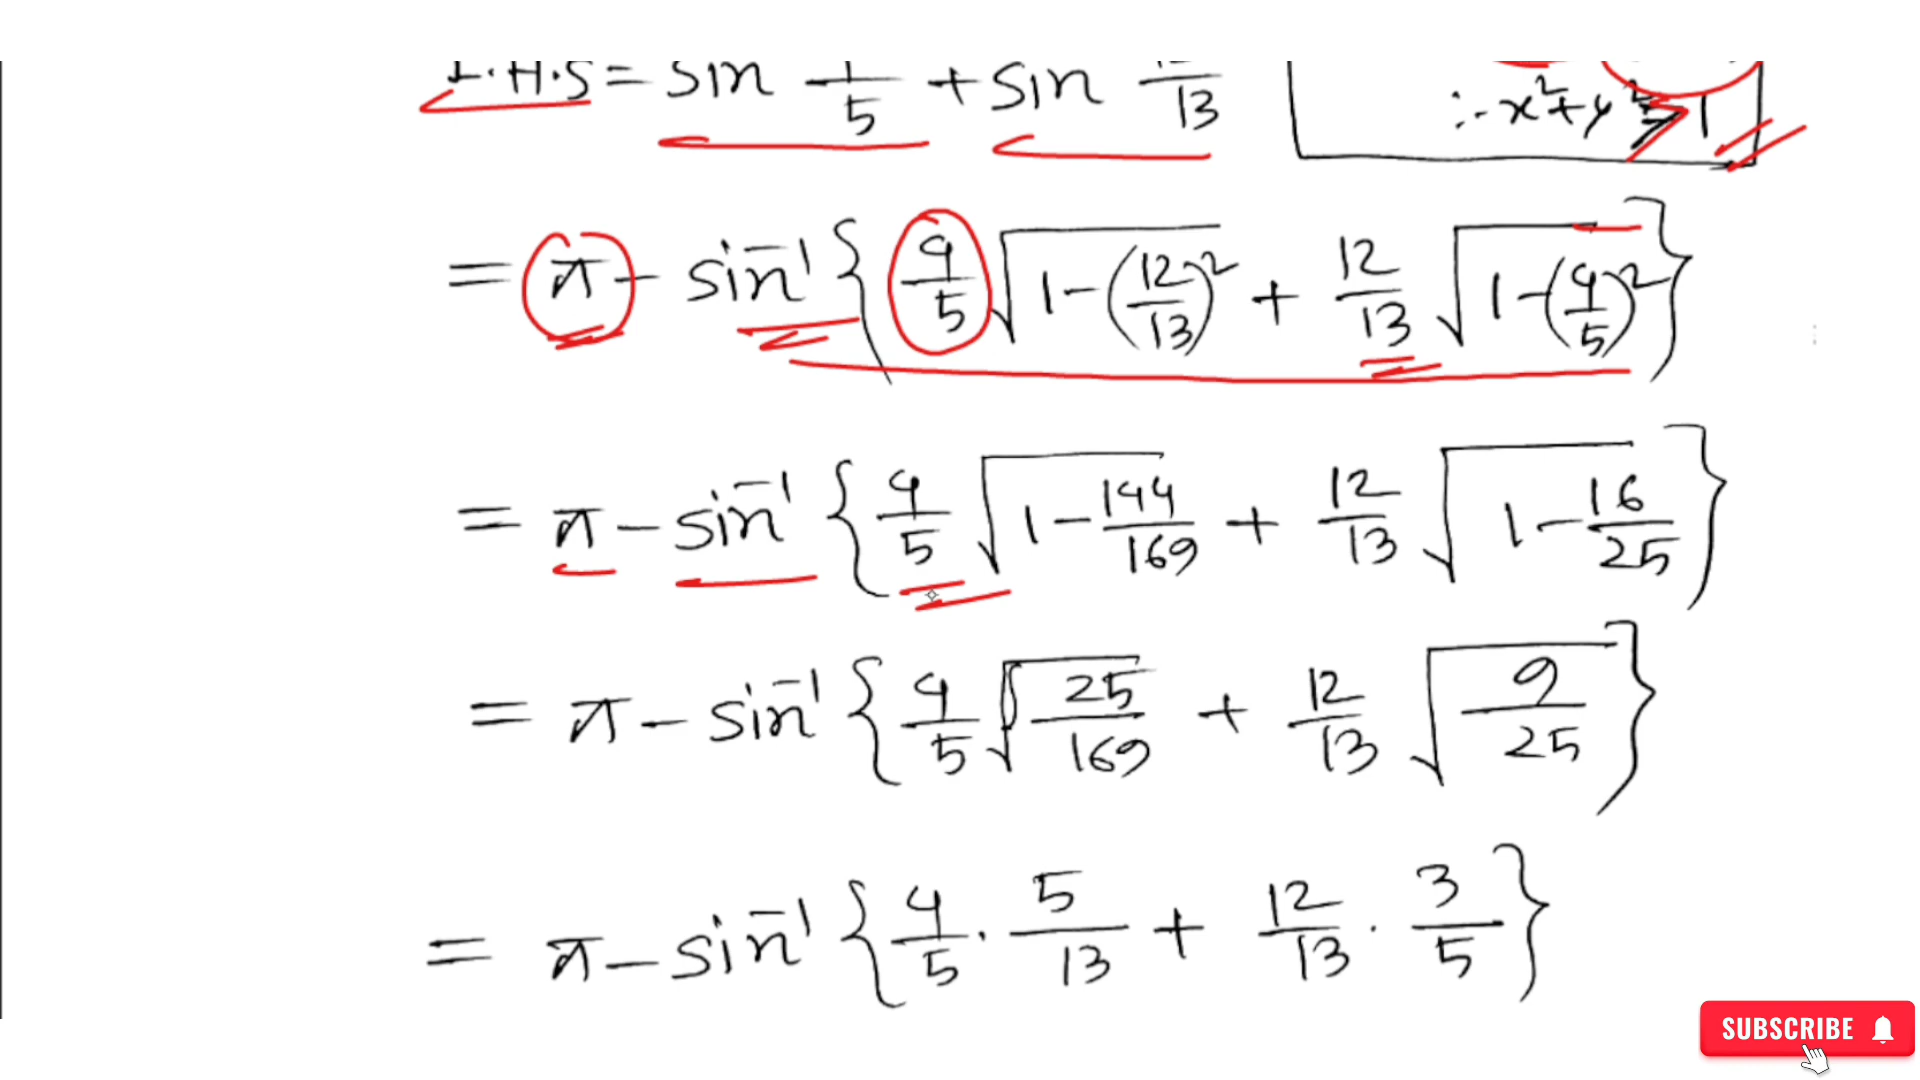 L.H.S = sin 4/5 + sin 12/13
∴ x² + y² > 1
= π - sin⁻¹ { 4/5 √(1 - (12/13)²) + 12/13 √(1 - (4/5)²) }
= π - sin⁻¹ { 4/5 √(1 - 144/169) + 12/13 √(1 - 16/25) }
= π - sin⁻¹ { 4/5 √(25/169) + 12/13 √(9/25) }
= π - sin⁻¹ { 4/5 · 5/13 + 12/13 · 3/5 }
SUBSCRIBE